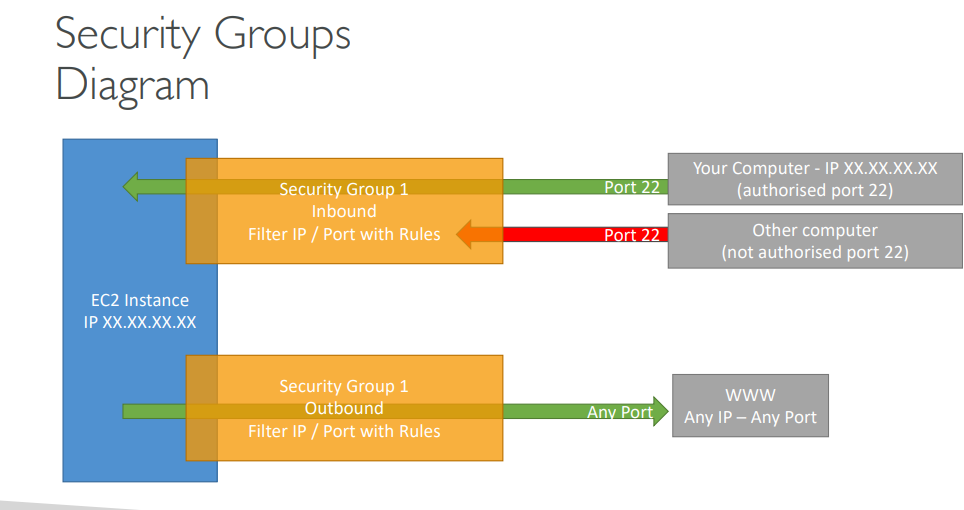 Security Groups
Diagram
Security Group 1
Inbound
Filter IP / Port with Rules
Port 22
Your Computer - IP XX.XX.XX.XX
(authorised port 22)
Port 22
Other computer
(not authorised port 22)
EC2 Instance
IP XX.XX.XX.XX
Security Group 1
Outbound
Filter IP / Port with Rules
Any Port
WWW
Any IP – Any Port